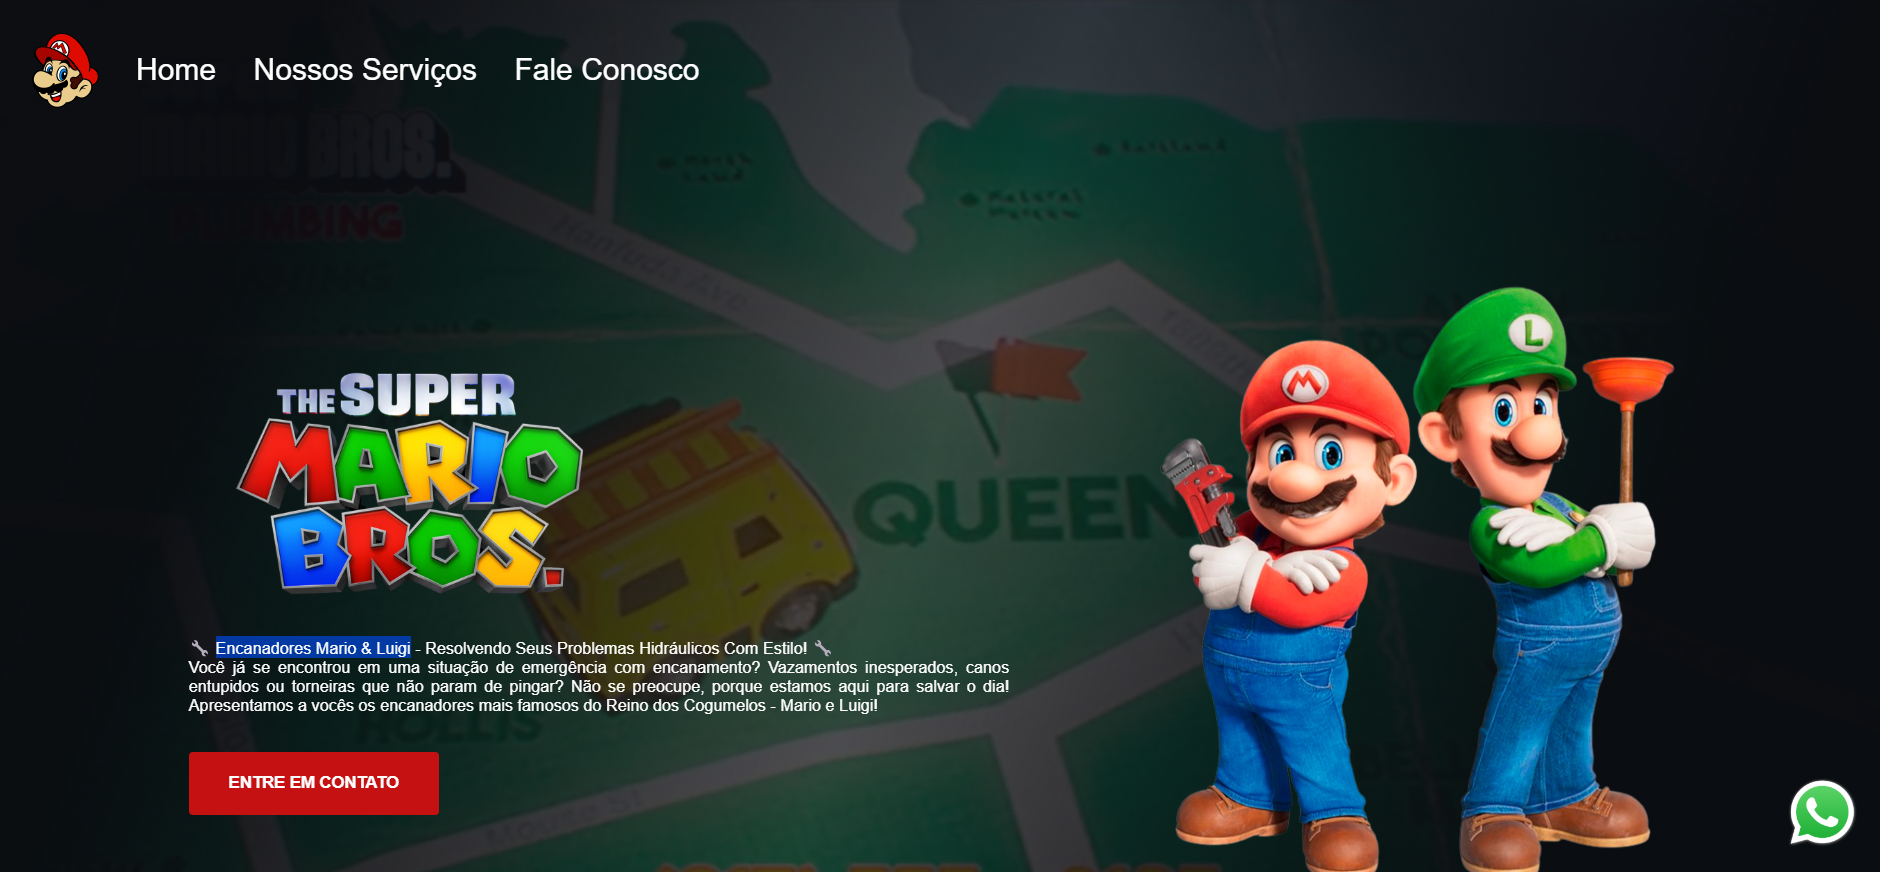 Home Nossos Serviços Fale Conosco
MARIO BROS.
PLUMBING
THE SUPER
MARIO
BROS.
QUEENS
M
L
🔧 Encanadores Mario & Luigi - Resolvendo Seus Problemas Hidráulicos Com Estilo! 🔧
Você já se encontrou em uma situação de emergência com encanamento? Vazamentos inesperados, canos
entupidos ou torneiras que não param de pingar? Não se preocupe, porque estamos aqui para salvar o dia!
Apresentamos a vocês os encanadores mais famosos do Reino dos Cogumelos - Mario e Luigi!
HOLLIS
ENTRE EM CONTATO